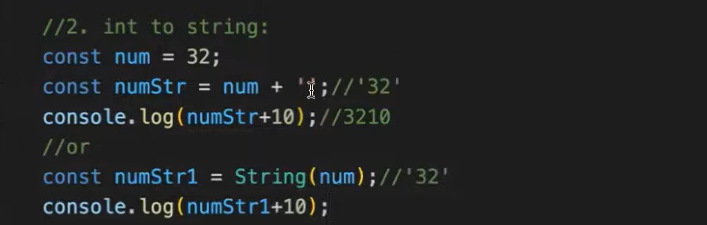 //2. int to string:
const num = 32;
const numStr = num + '';//'32'
console.log(numStr+10);//3210
//or
const numStr1 = String(num);//'32'
console.log(numStr1+10);